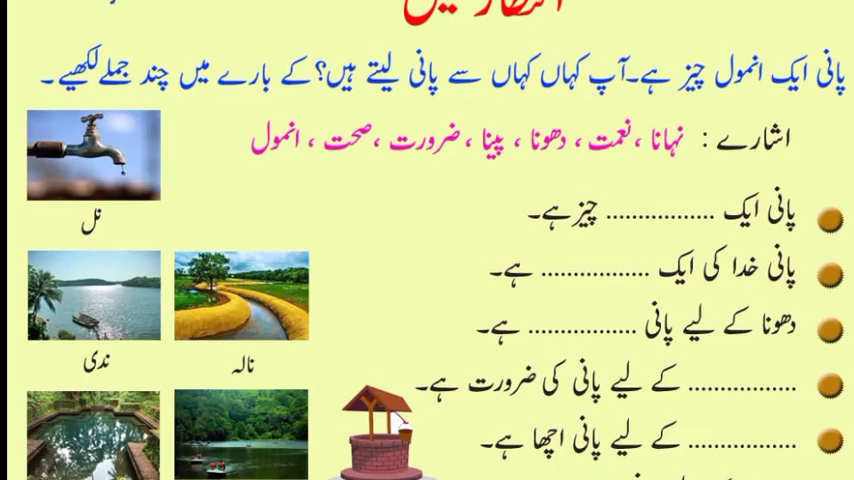 پانی ایک انمول چیز ہے۔ آپ کہاں کہاں سے پانی لیتے ہیں؟ کے بارے میں چند جملے لکھیے۔
اشارے : نہانا ، نعمت ، دھونا ، پینا ، ضرورت ، صحت ، انمول
پانی ایک ................. چیز ہے۔
پانی خدا کی ایک ................. ہے۔
دھونا کے لیے پانی ................. ہے۔
................. کے لیے پانی کی ضرورت ہے۔
................. کے لیے پانی اچھا ہے۔
نل
نالہ
ندی